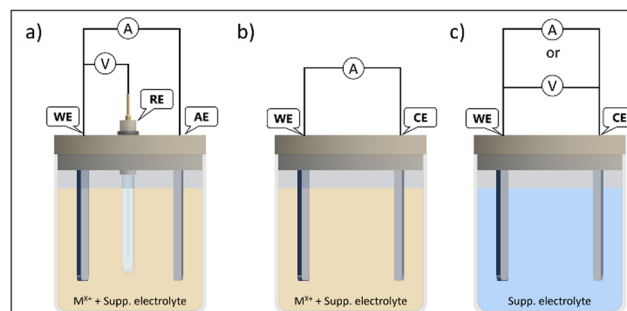 a)
A
V
RE
WE
AE
Mˣ⁺ + Supp. electrolyte
b)
A
WE
CE
Mˣ⁺ + Supp. electrolyte
c)
A
or
V
WE
CE
Supp. electrolyte